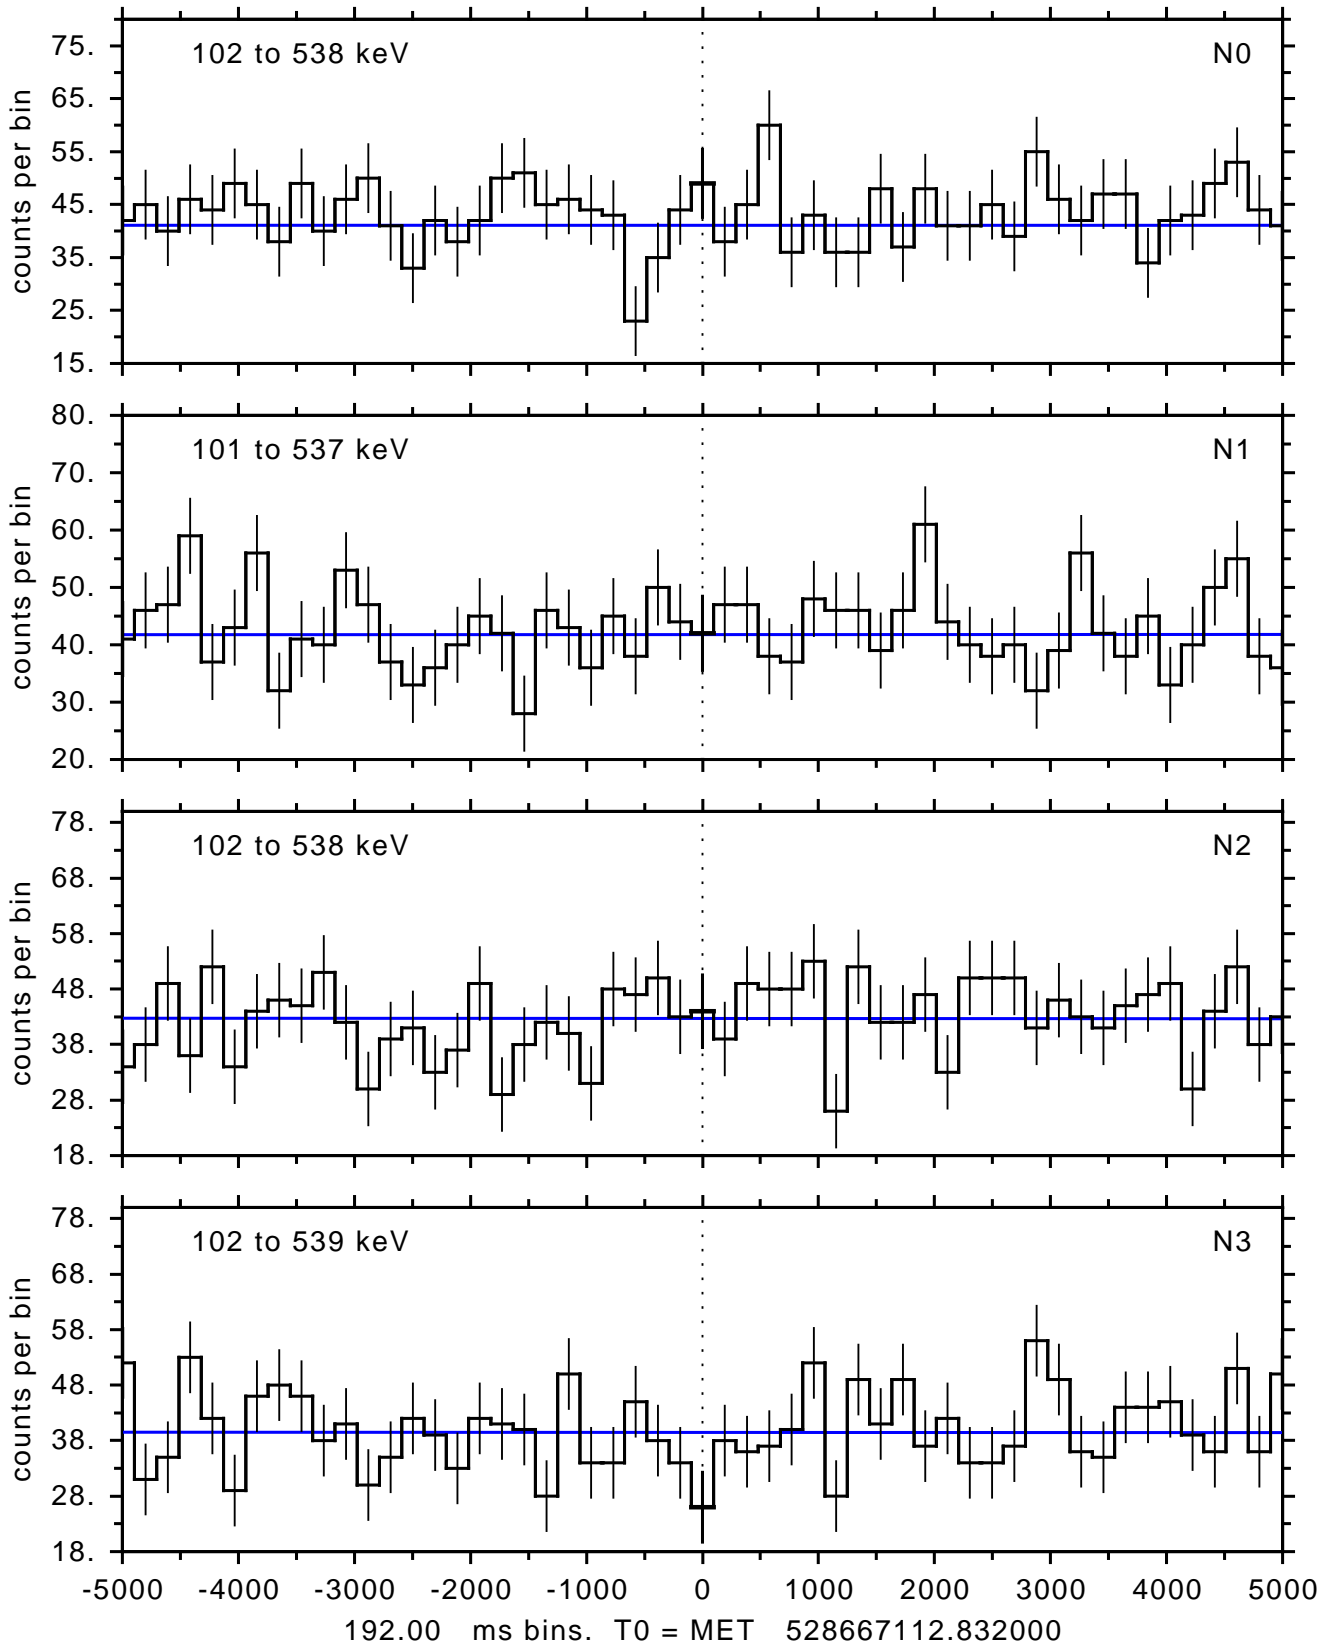 102 to 538 keV N0
75.
65.
55.
45.
35.
25.
15.
counts per bin
101 to 537 keV N1
80.
70.
60.
50.
40.
30.
20.
counts per bin
102 to 538 keV N2
78.
68.
58.
48.
38.
28.
18.
counts per bin
102 to 539 keV N3
78.
68.
58.
48.
38.
28.
18.
counts per bin
-5000 -4000 -3000 -2000 -1000 0 1000 2000 3000 4000 5000
192.00 ms bins. T0 = MET 528667112.832000